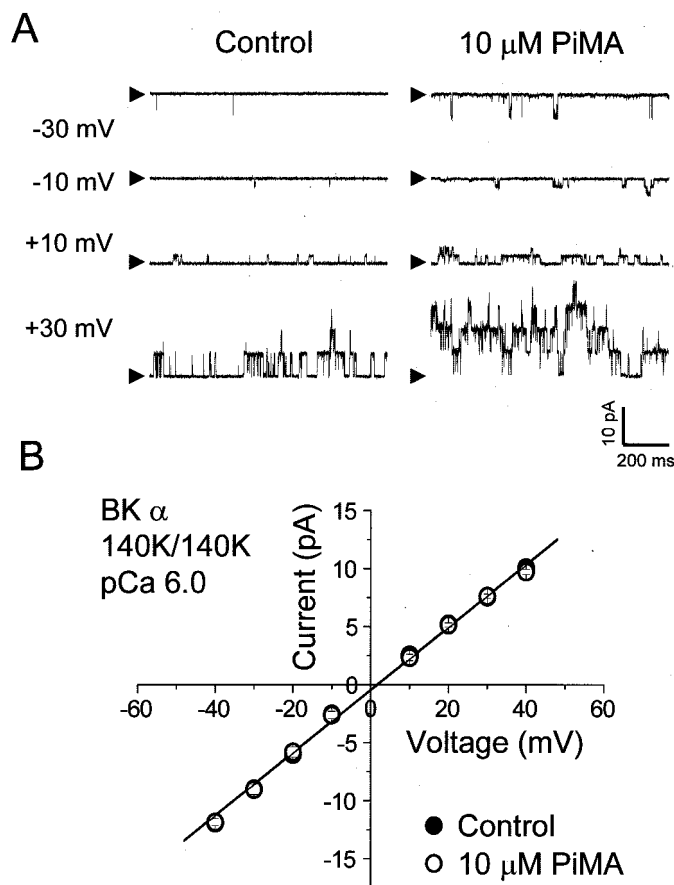 A
Control
10 μM PiMA
-30 mV
-10 mV
+10 mV
+30 mV
10 pA
200 ms
B
BK α
140K/140K
pCa 6.0
Current (pA)
15
10
5
0
-60 -40 -20 0 20 40 60
-5
Voltage (mV)
-10
-15
Control
10 μM PiMA